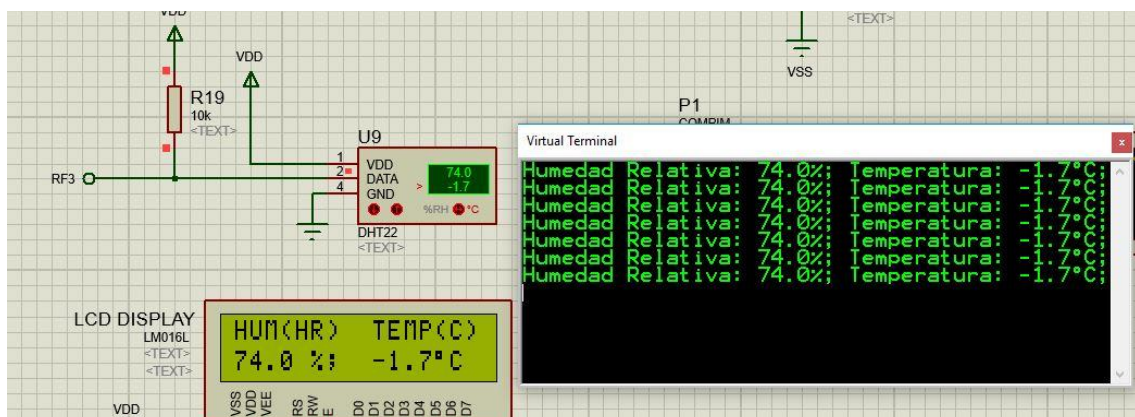 VDD
<TEXT>
VSS
VDD
R19
10k
<TEXT>
P1
COMPIM
U9
RF3
1
2
4
VDD
DATA
GND
>
74.0
-1.7
%RH
°C
DHT22
<TEXT>
Virtual Terminal
x
Humedad Relativa: 74.0%; Temperatura: -1.7°C;
Humedad Relativa: 74.0%; Temperatura: -1.7°C;
Humedad Relativa: 74.0%; Temperatura: -1.7°C;
Humedad Relativa: 74.0%; Temperatura: -1.7°C;
Humedad Relativa: 74.0%; Temperatura: -1.7°C;
Humedad Relativa: 74.0%; Temperatura: -1.7°C;
Humedad Relativa: 74.0%; Temperatura: -1.7°C;
LCD DISPLAY
LM016L
<TEXT>
<TEXT>
HUM(HR) TEMP(C)
74.0 %; -1.7°C
VDD
VSS
VDD
VEE
RS
RW
E
D0
D1
D2
D3
D4
D5
D6
D7